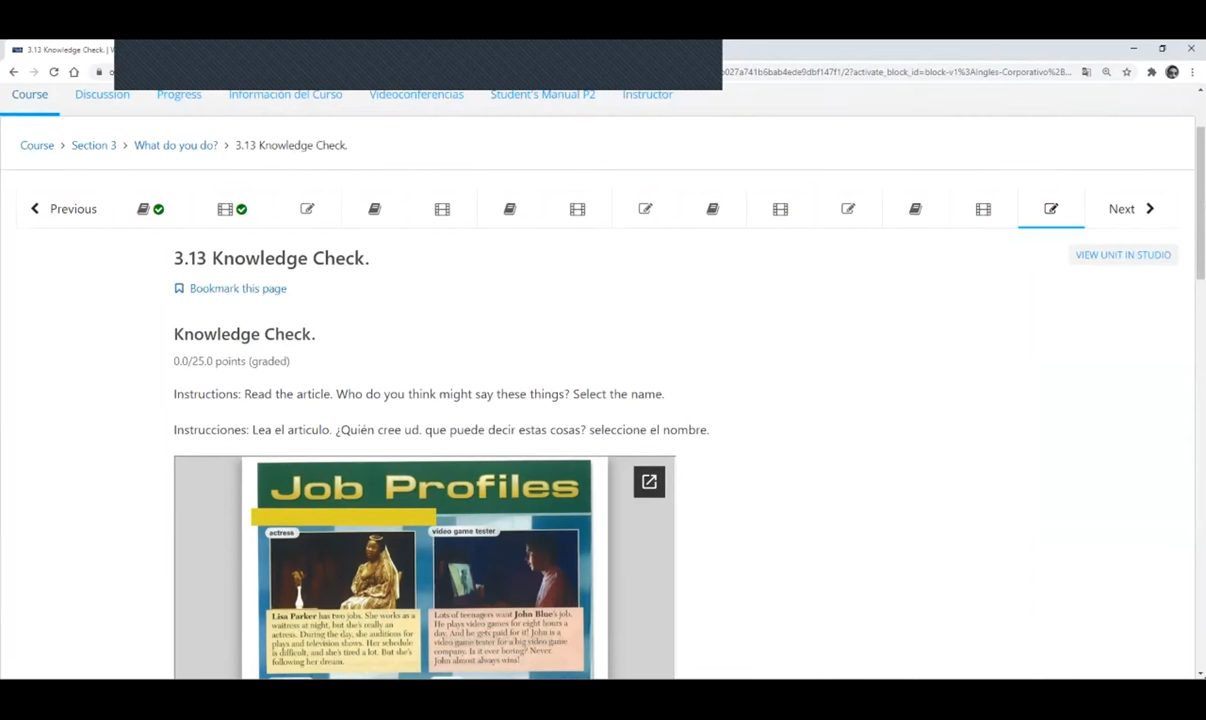 3.13 Knowledge Check. |
027a741b6bab4ede9dbf147f1/2?activate_block_id=block-v1%3AIngles-Corporativo%2B...
Course
Discussion
Progress
Información del Curso
Videoconferencias
Student's Manual P2
Instructor
Course > Section 3 > What do you do? > 3.13 Knowledge Check.
Previous
Next
3.13 Knowledge Check.
VIEW UNIT IN STUDIO
Bookmark this page
Knowledge Check.
0.0/25.0 points (graded)
Instructions: Read the article. Who do you think might say these things? Select the name.
Instrucciones: Lea el articulo. ¿Quién cree ud. que puede decir estas cosas? seleccione el nombre.
Job Profiles
actress
Lisa Parker has two jobs. She works as a
waitress at night, but she's really an
actress. During the day, she auditions for
plays and television shows. Her schedule
is difficult, and she's tired a lot. But she's
following her dream.
video game tester
Lots of teenagers want John Blue's job.
He plays video games for eight hours a
day. And he gets paid for it! John is a
video game tester for a big video game
company. Is it ever boring? Never.
John almost always wins!